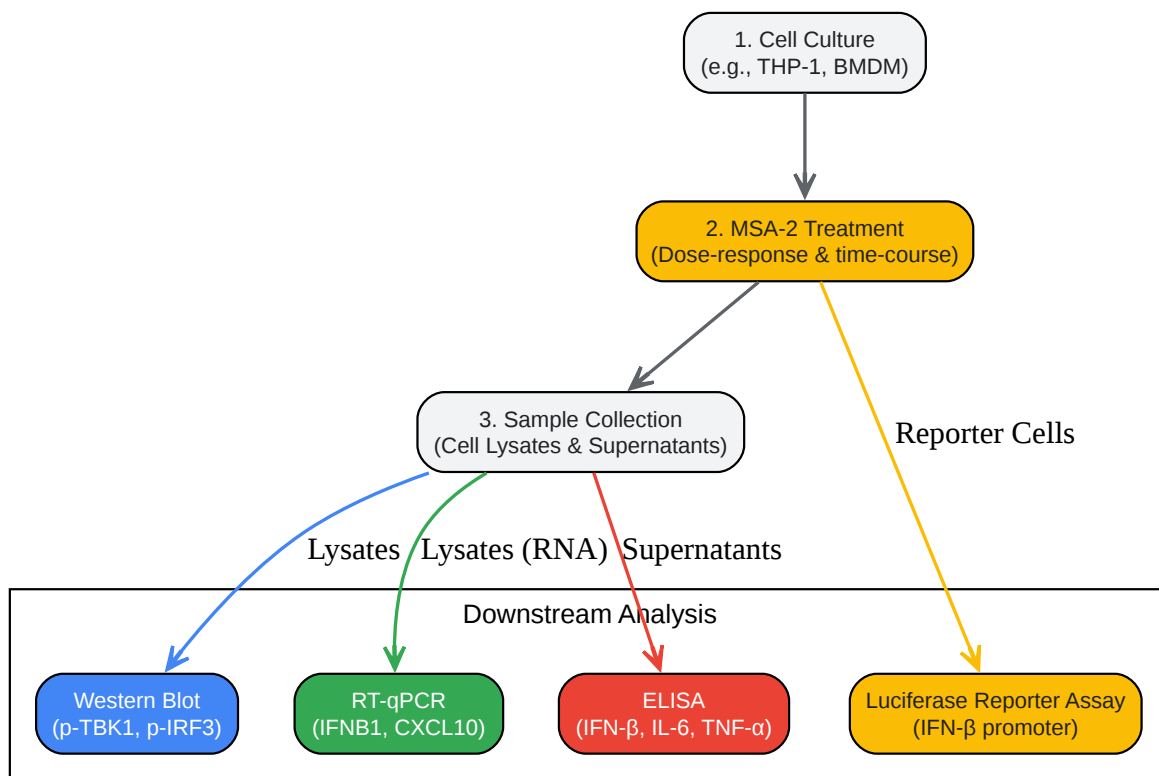 1. Cell Culture
(e.g., THP-1, BMDM)
2. MSA-2 Treatment
(Dose-response & time-course)
3. Sample Collection
(Cell Lysates & Supernatants)
Reporter Cells
Lysates
Lysates (RNA)
Supernatants
Downstream Analysis
Western Blot
(p-TBK1, p-IRF3)
RT-qPCR
(IFNB1, CXCL10)
ELISA
(IFN-β, IL-6, TNF-α)
Luciferase Reporter Assay
(IFN-β promoter)